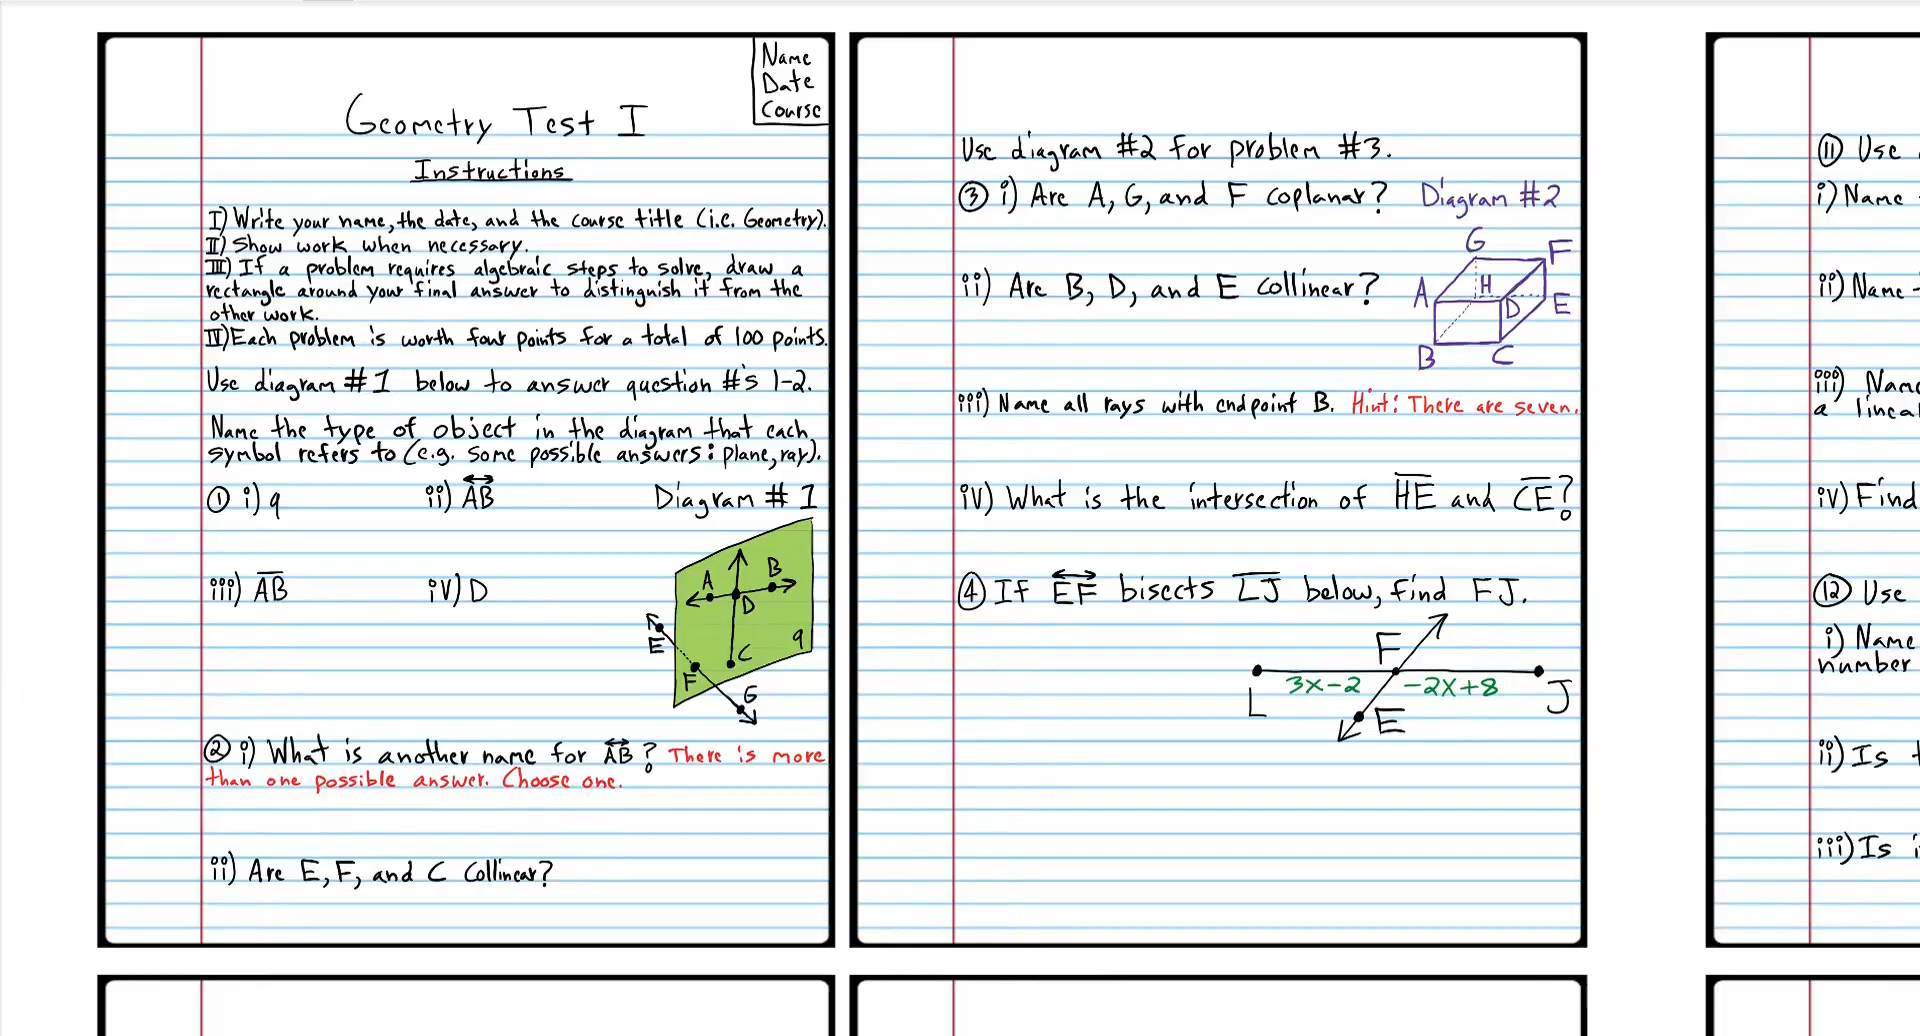 Name
Date
Course
Geometry Test I
Instructions
I) Write your name, the date, and the course title (i.e. Geometry).
II) Show work when necessary.
III) If a problem requires algebraic steps to solve, draw a
rectangle around your final answer to distinguish it from the
other work.
IV) Each problem is worth four points for a total of 100 points.
Use diagram #1 below to answer question #'s 1-2.
Name the type of object in the diagram that each
symbol refers to (e.g. some possible answers: plane, ray).
① i) q ii) A͟B͟ Diagram #1
iii) AB iv) D
A
B
D
E
q
C
F
G
② i) What is another name for AB? There is more
than one possible answer. Choose one.
ii) Are E, F, and C collinear?
Use diagram #2 for problem #3.
③ i) Are A, G, and F coplanar? Diagram #2
G
F
ii) Are B, D, and E collinear?
A
H
D
E
B
C
iii) Name all rays with endpoint B. Hint: There are seven.
iv) What is the intersection of HE and CE?
④ If EF bisects LJ below, find FJ.
F
3x-2 -2x+8
L
J
E
⑪ Use
i) Name
ii) Name
iii) Name
a linear
iv) Find
⑫ Use
i) Name
number
ii) Is
iii) Is